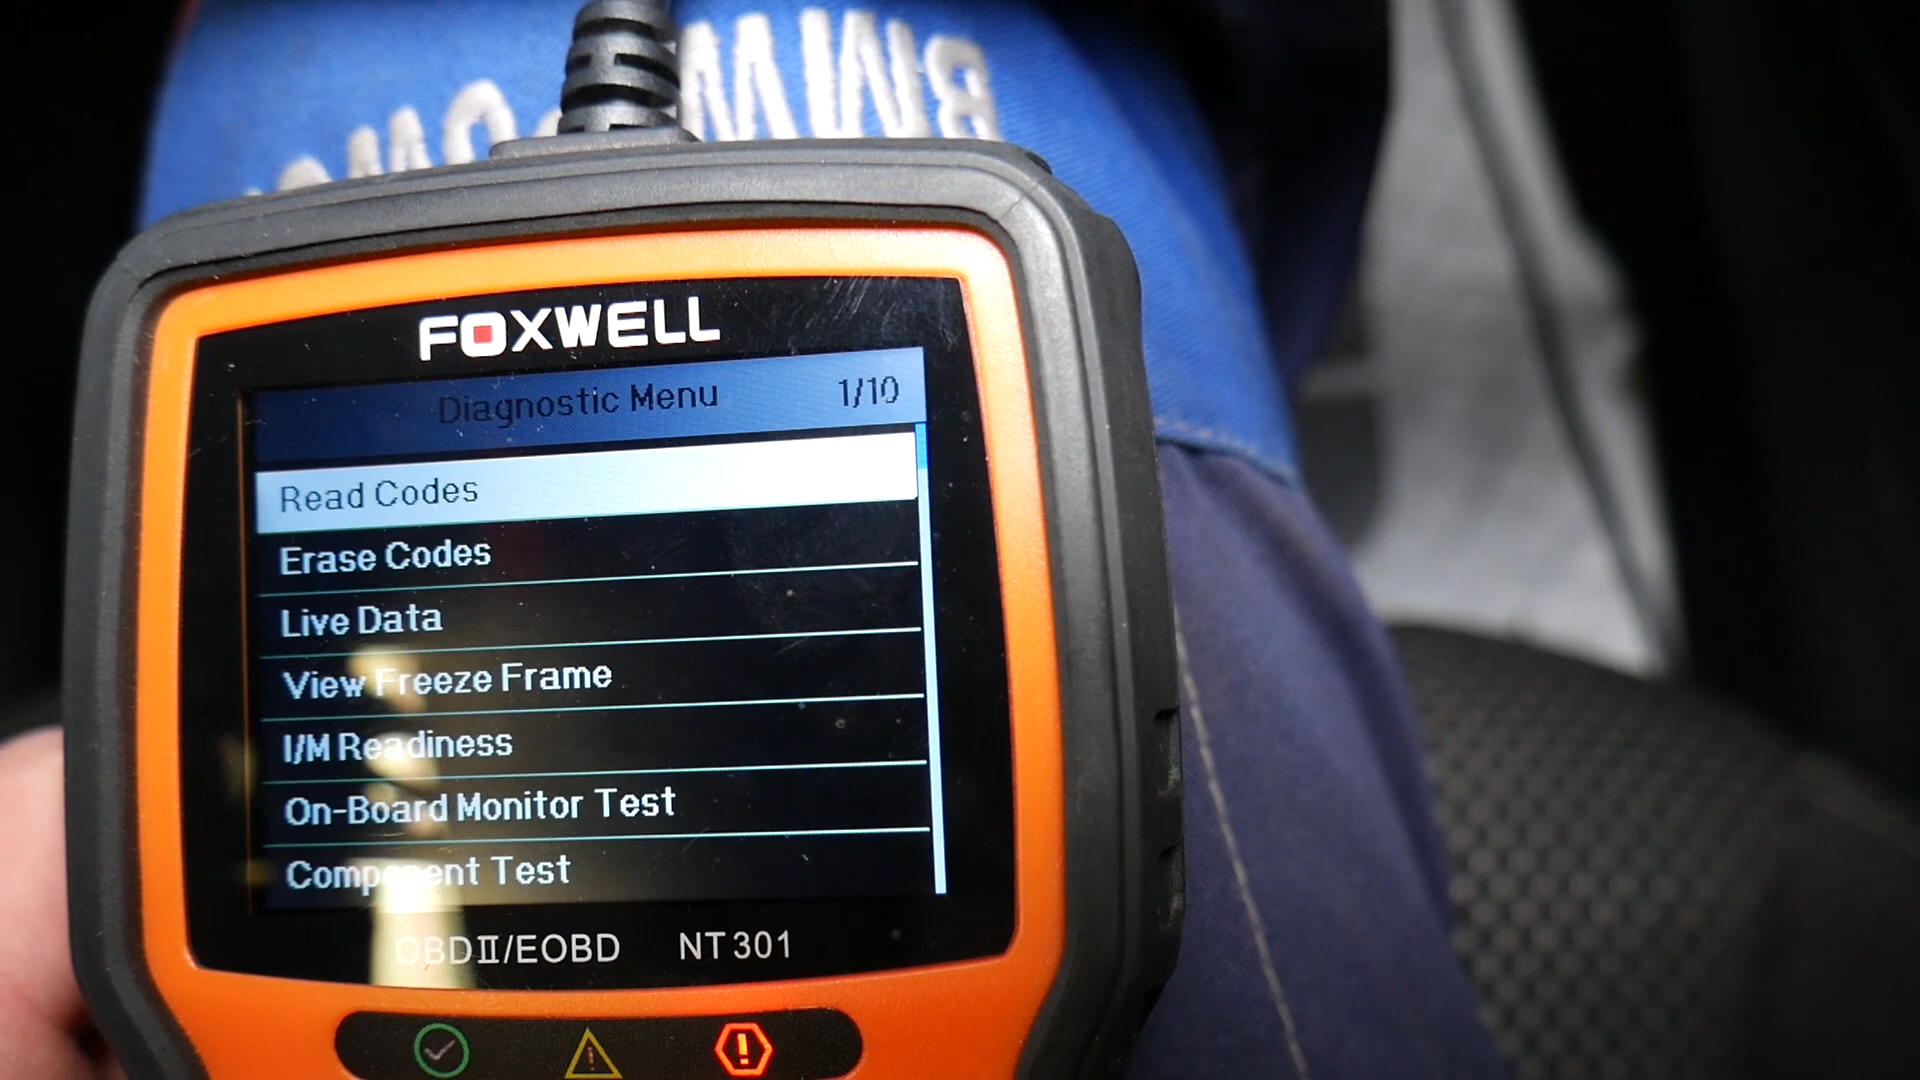 BMW
FOXWELL
Diagnostic Menu 1/10
Read Codes
Erase Codes
Live Data
View Freeze Frame
I/M Readiness
On-Board Monitor Test
Component Test
OBDII/EOBD NT301